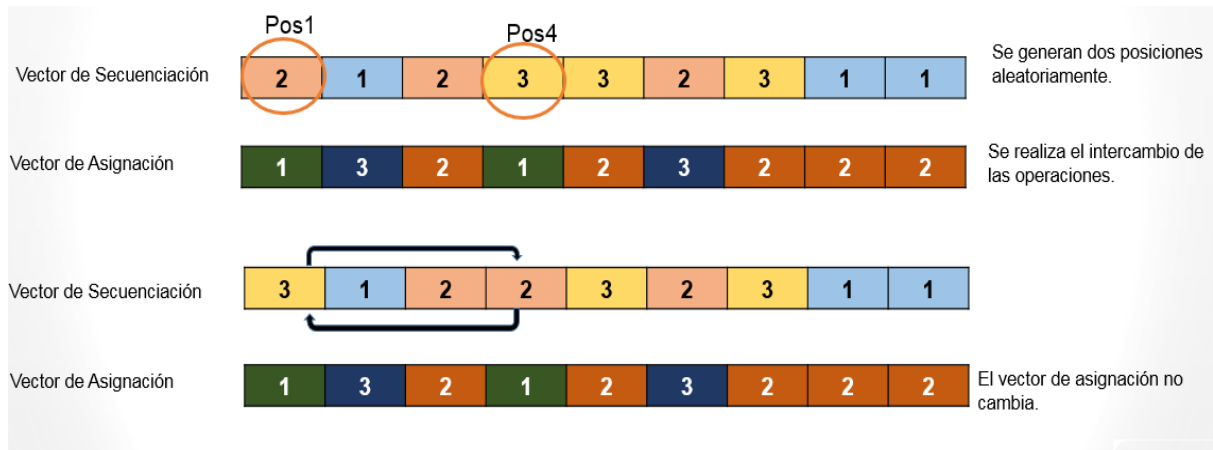 Pos1
Pos4
Vector de Secuenciación
2 1 2 3 3 2 3 1 1
Se generan dos posiciones
aleatoriamente.
Vector de Asignación
1 3 2 1 2 3 2 2 2
Se realiza el intercambio de
las operaciones.
Vector de Secuenciación
3 1 2 2 3 2 3 1 1
Vector de Asignación
1 3 2 1 2 3 2 2 2
El vector de asignación no
cambia.